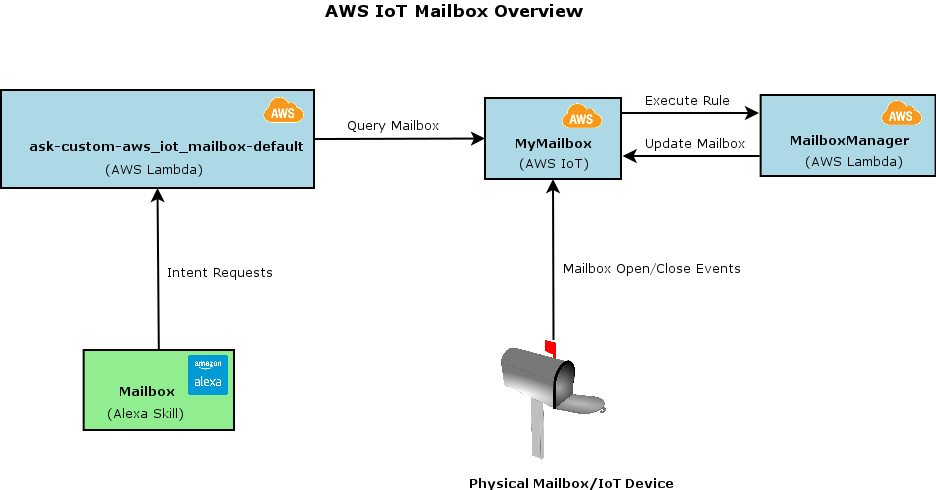 AWS IoT Mailbox Overview
AWS
ask-custom-aws_iot_mailbox-default
(AWS Lambda)
Query Mailbox
AWS
MyMailbox
(AWS IoT)
Execute Rule
Update Mailbox
AWS
MailboxManager
(AWS Lambda)
Intent Requests
Mailbox Open/Close Events
amazon
alexa
Mailbox
(Alexa Skill)
Physical Mailbox/IoT Device